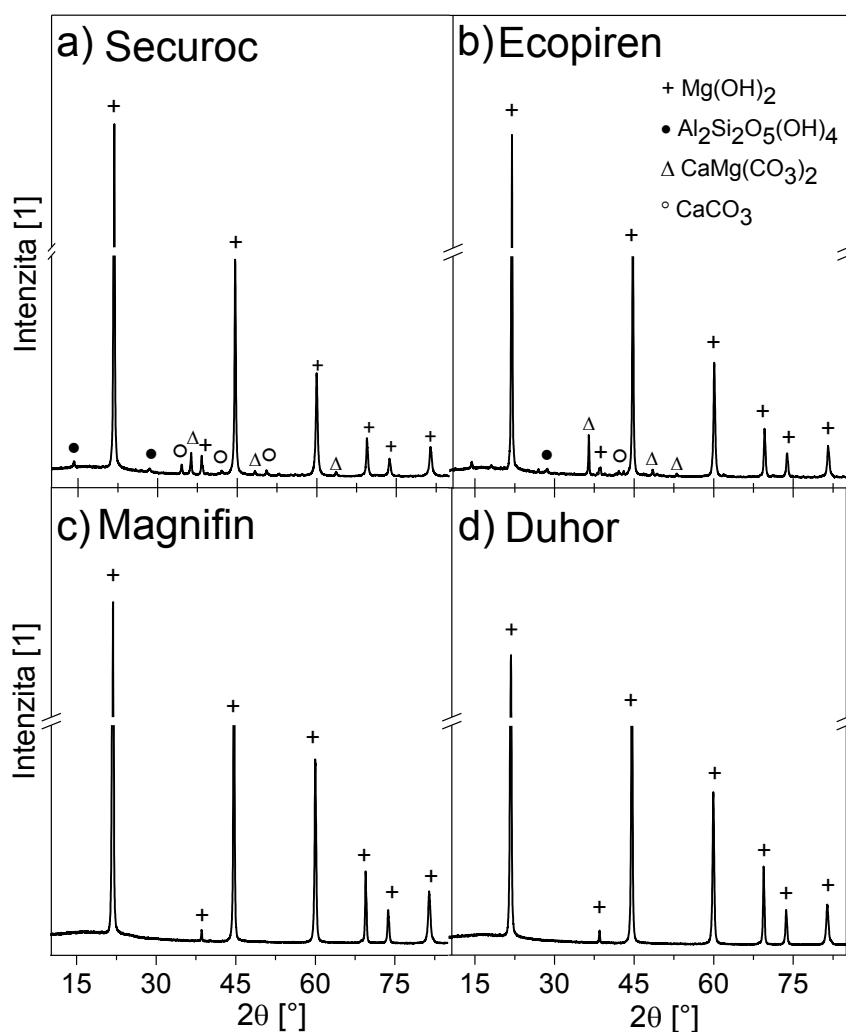 a) Securoc
b) Ecopiren
+ Mg(OH)2
● Al2Si2O5(OH)4
Δ CaMg(CO3)2
○ CaCO3
Intenzita [1]
c) Magnifin
d) Duhor
Intenzita [1]
15 30 45 60 75 15 30 45 60 75
2θ [°] 2θ [°]